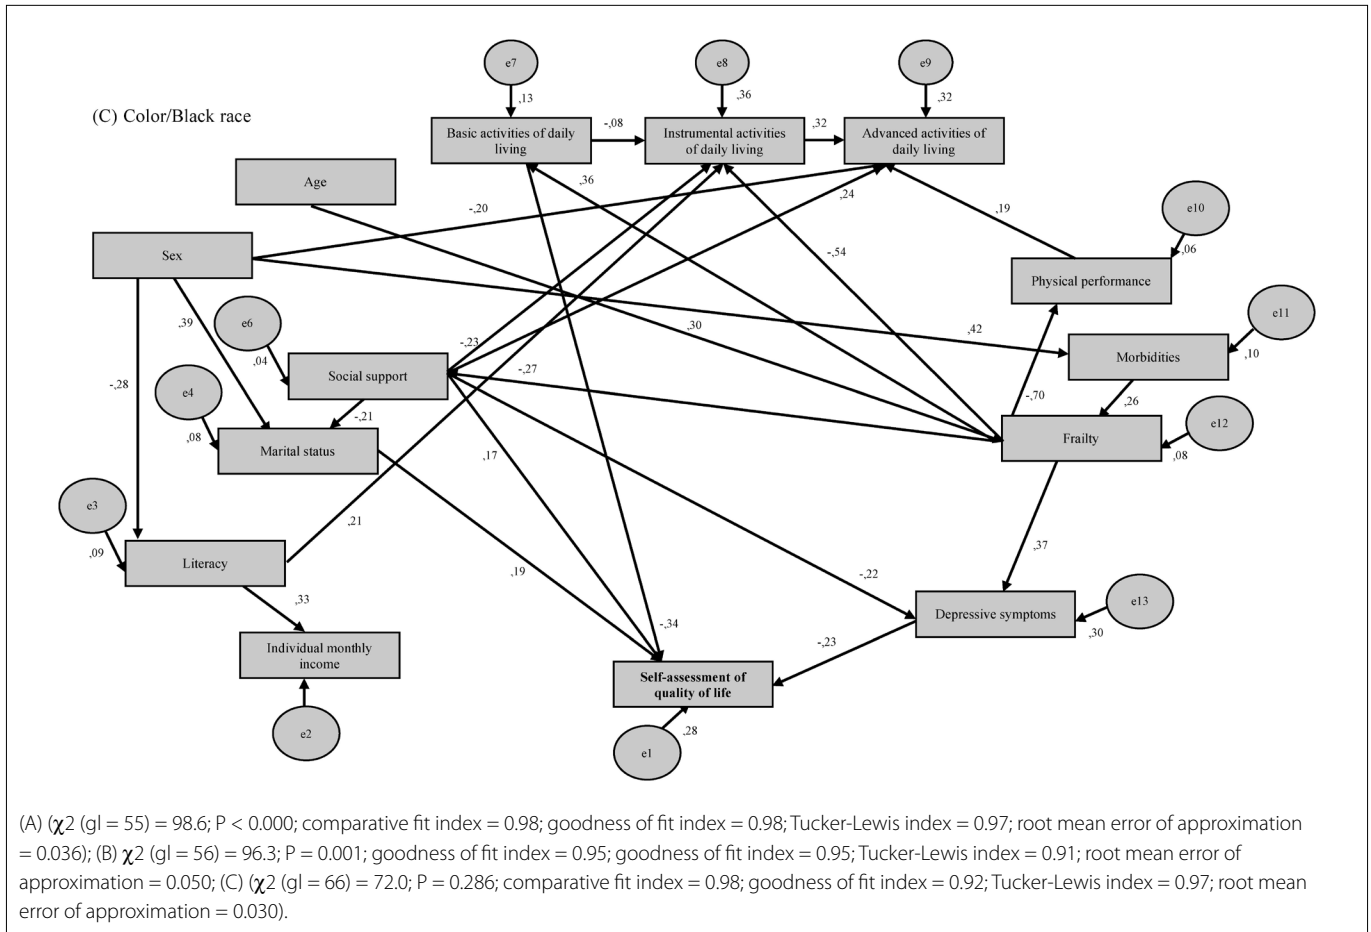 e7
e8
e9
,13
,36
,32
(C) Color/Black race
Basic activities of daily
living
-,08
Instrumental activities
of daily living
,32
Advanced activities of
daily living
Age
,36
,24
-,20
,19
e10
Sex
-,54
,06
Physical performance
e6
,39
,30
,42
e11
,04
-,23
,10
Social support
-,27
Morbidities
-,28
e4
-,21
-,70
,26
e12
,08
Marital status
Frailty
,17
,08
e3
,21
,09
,37
Literacy
,19
-,22
,33
e13
Depressive symptoms
-,34
,30
-,23
Individual monthly
income
Self-assessment of
quality of life
e2
,28
e1
(A) (χ2 (gl = 55) = 98.6; P < 0.000; comparative fit index = 0.98; goodness of fit index = 0.98; Tucker-Lewis index = 0.97; root mean error of approximation
= 0.036); (B) χ2 (gl = 56) = 96.3; P = 0.001; goodness of fit index = 0.95; goodness of fit index = 0.95; Tucker-Lewis index = 0.91; root mean error of
approximation = 0.050; (C) (χ2 (gl = 66) = 72.0; P = 0.286; comparative fit index = 0.98; goodness of fit index = 0.92; Tucker-Lewis index = 0.97; root mean
error of approximation = 0.030).